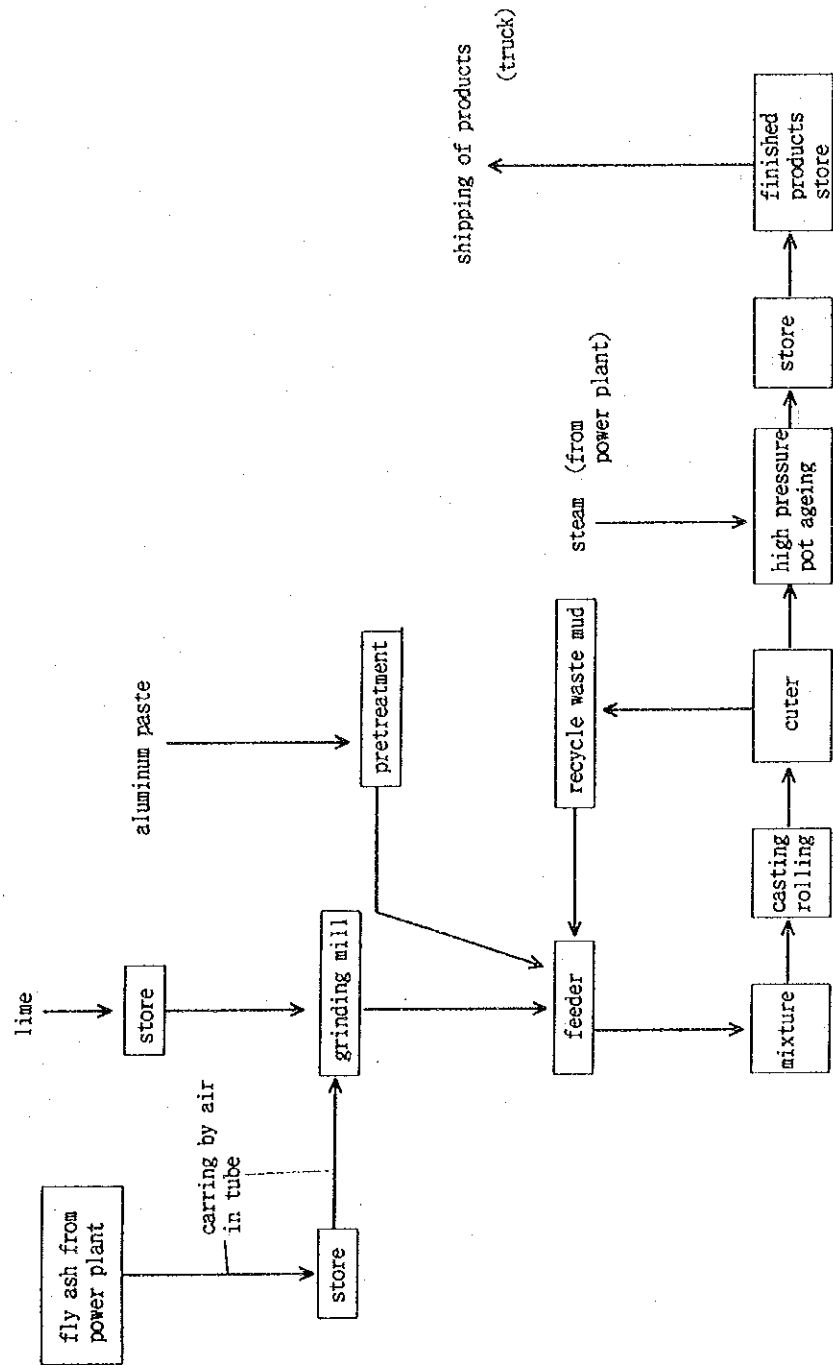 fly ash from
power plant
carring by air
in tube
store
lime
store
grinding mill
aluminum paste
pretreatment
feeder
recycle waste mud
mixture
casting
rolling
cuter
steam (from
power plant)
high pressure
pot ageing
store
finished
products
store
shipping of products
(truck)